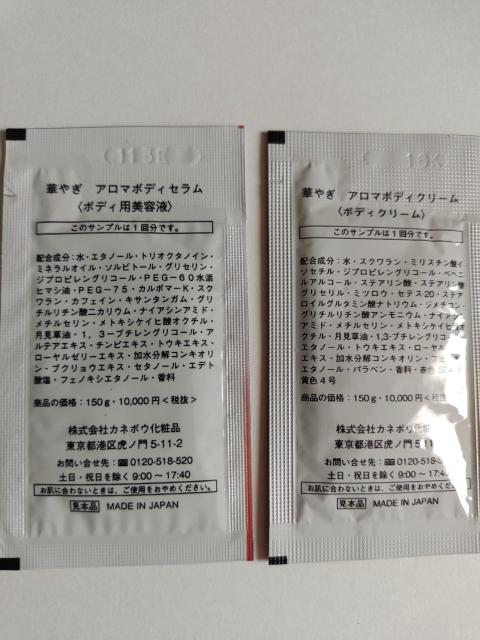 113E
華やぎ　アロマボディセラム
〈ボディ用美容液〉
このサンプルは1回分です。
配合成分：水・エタノール・トリオクタノイン・
ミネラルオイル・ソルビトール・グリセリン・
ジプロピレングリコール・PEG－60水添
ヒマシ油・PEG－75・カルボマーK・スク
ワラン・カフェイン・キサンタンガム・グリ
チルリチン酸二カリウム・ナイアシンアミド・
メチルセリン・メトキシケイヒ酸オクチル・
月見草油・1，3－ブチレングリコール・ア
ルテアエキス・チンピエキス・トウキエキス・
ローヤルゼリーエキス・加水分解コンキオリ
ン・ブクリョウエキス・セタノール・エデト
酸塩・フェノキシエタノール・香料
商品の価格：150g・10,000円＜税抜＞
株式会社カネボウ化粧品
東京都港区虎ノ門5-11-2
お問い合せ先：0120-518-520
土日・祝日を除く9:00～17:40
お肌に合わないときは、ご使用をおやめください。
見本品 MADE IN JAPAN
16K
華やぎ　アロマボディクリーム
〈ボディクリーム〉
このサンプルは1回分です。
配合成分：水・スクワラン・ミリスチン酸イ
ソセチル・ジプロピレングリコール・ベヘニ
ルアルコール・ステアリン酸・ステアリン酸
グリセリル・ミツロウ・セテス20・ステア
ロイルグルタミン酸ナトリウム・ジメチコン・
グリチルリチン酸アンモニウム・ナイアシン
アミド・メチルセリン・メトキシケイヒ酸オ
クチル・月見草油・1,3-ブチレングリコー
エタノール・トウキエキス・ローヤ
エキス・加水分解コンキオリン・フェ
エタノール・パラベン・香料・赤色504
黄色4号
商品の価格：150g・10,000円＜税抜＞
株式会社カネボウ化粧品
東京都港区虎ノ門5-11
お問い合せ先：0120-518-
土日・祝日を除く9:00～17:40
お肌に合わないときは、ご使用をおやめください。
見本品 MADE IN JAPAN